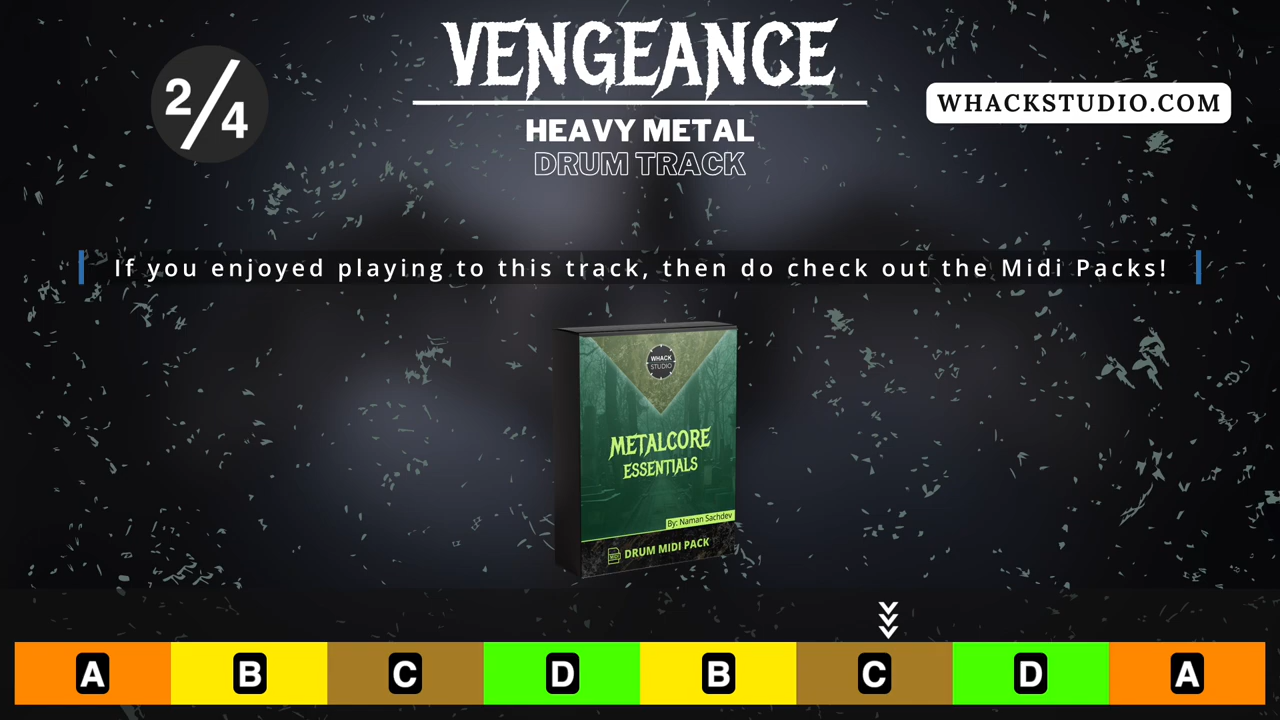 VENGEANCE
2/4
WHACKSTUDIO.COM
HEAVY METAL
DRUM TRACK
If you enjoyed playing to this track, then do check out the Midi Packs!
WHACK
STUDIO
METALCORE
ESSENTIALS
By: Naman Sachdev
DRUM MIDI PACK
A B C D B C D A